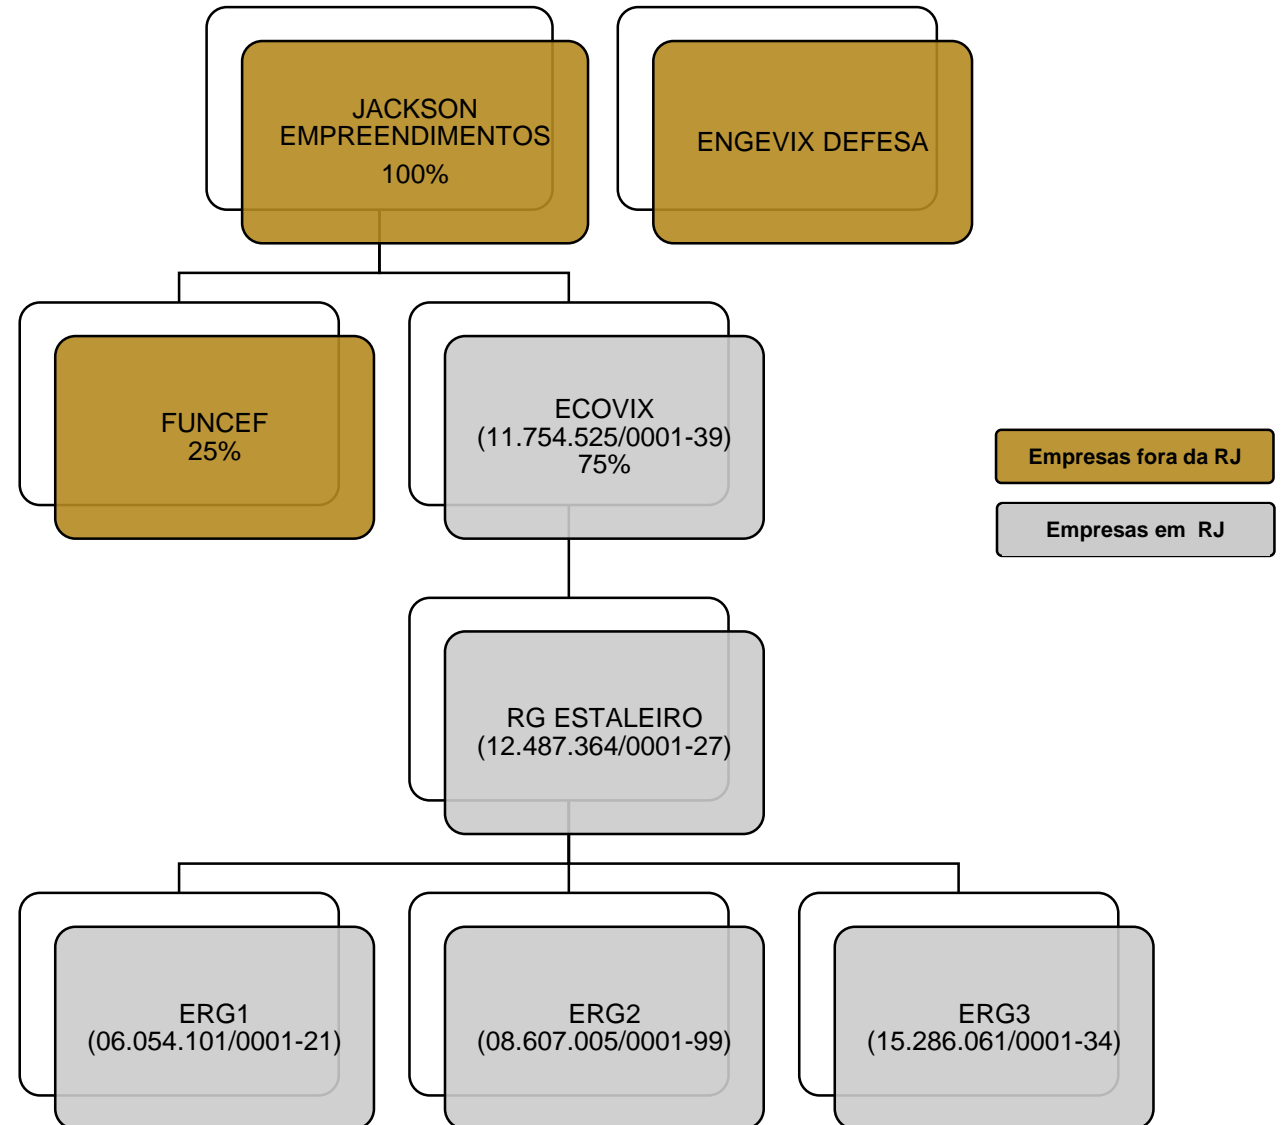 JACKSON
EMPREENDIMENTOS
100%
ENGEVIX DEFESA
FUNCEF
25%
ECOVIX
(11.754.525/0001-39)
75%
Empresas fora da RJ
Empresas em RJ
RG ESTALEIRO
(12.487.364/0001-27)
ERG1
(06.054.101/0001-21)
ERG2
(08.607.005/0001-99)
ERG3
(15.286.061/0001-34)